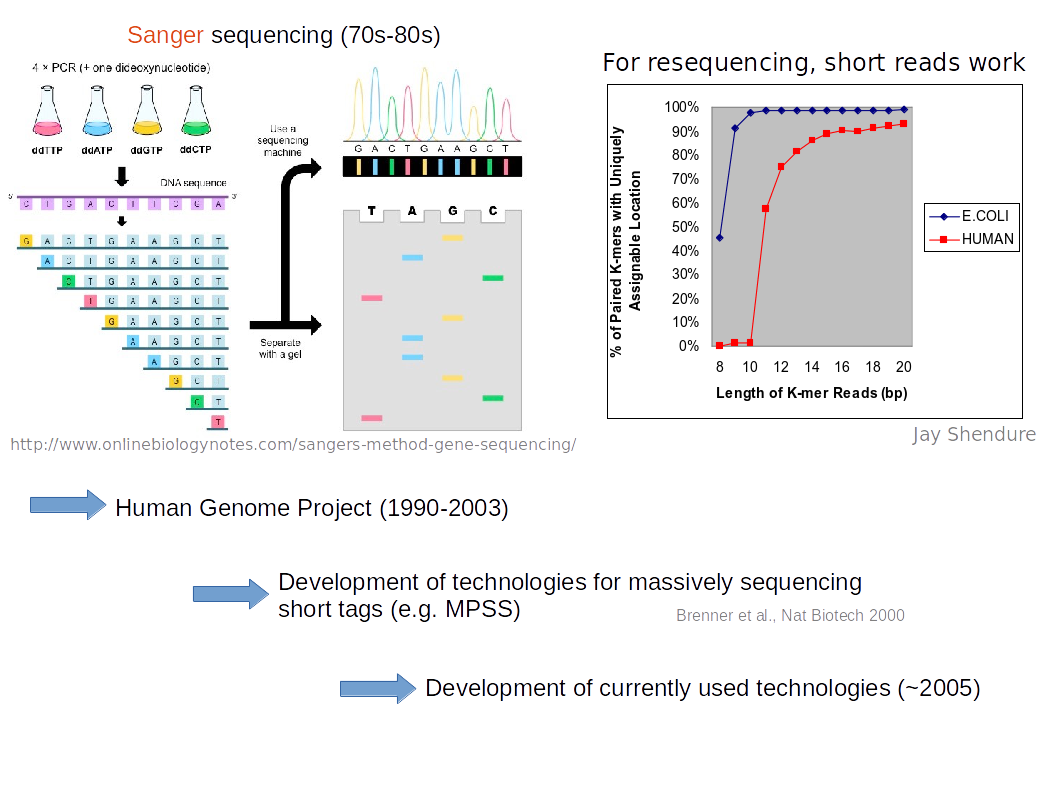 Sanger sequencing (70s-80s)
4 × PCR (+ one dideoxynucleotide)
ddTTP ddATP ddGTP ddCTP
DNA sequence
5' 3'
C T G A C T T C G A
G A C T G A A G C T
A C T G A A G C T
C T G A A G C T
T G A A G C T
G A A G C T
A A G C T
A G C T
G C T
C T
T
Use a
sequencing
machine
Separate
with a gel
G A G T G A A G C T
T A G C
http://www.onlinebiologynotes.com/sangers-method-gene-sequencing/
For resequencing, short reads work
% of Paired K-mers with Uniquely
Assignable Location
100%
90%
80%
70%
60%
50%
40%
30%
20%
10%
0%
8 10 12 14 16 18 20
Length of K-mer Reads (bp)
E.COLI
HUMAN
Jay Shendure
Human Genome Project (1990-2003)
Development of technologies for massively sequencing
short tags (e.g. MPSS)
Brenner et al., Nat Biotech 2000
Development of currently used technologies (~2005)